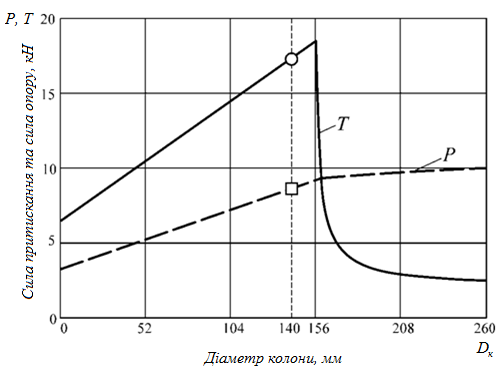 P, T
20
15
10
5
0
Сила притискання та сила опору, кН
T
P
0 52 104 140 156 208 260
Dк
Діаметр колони, мм